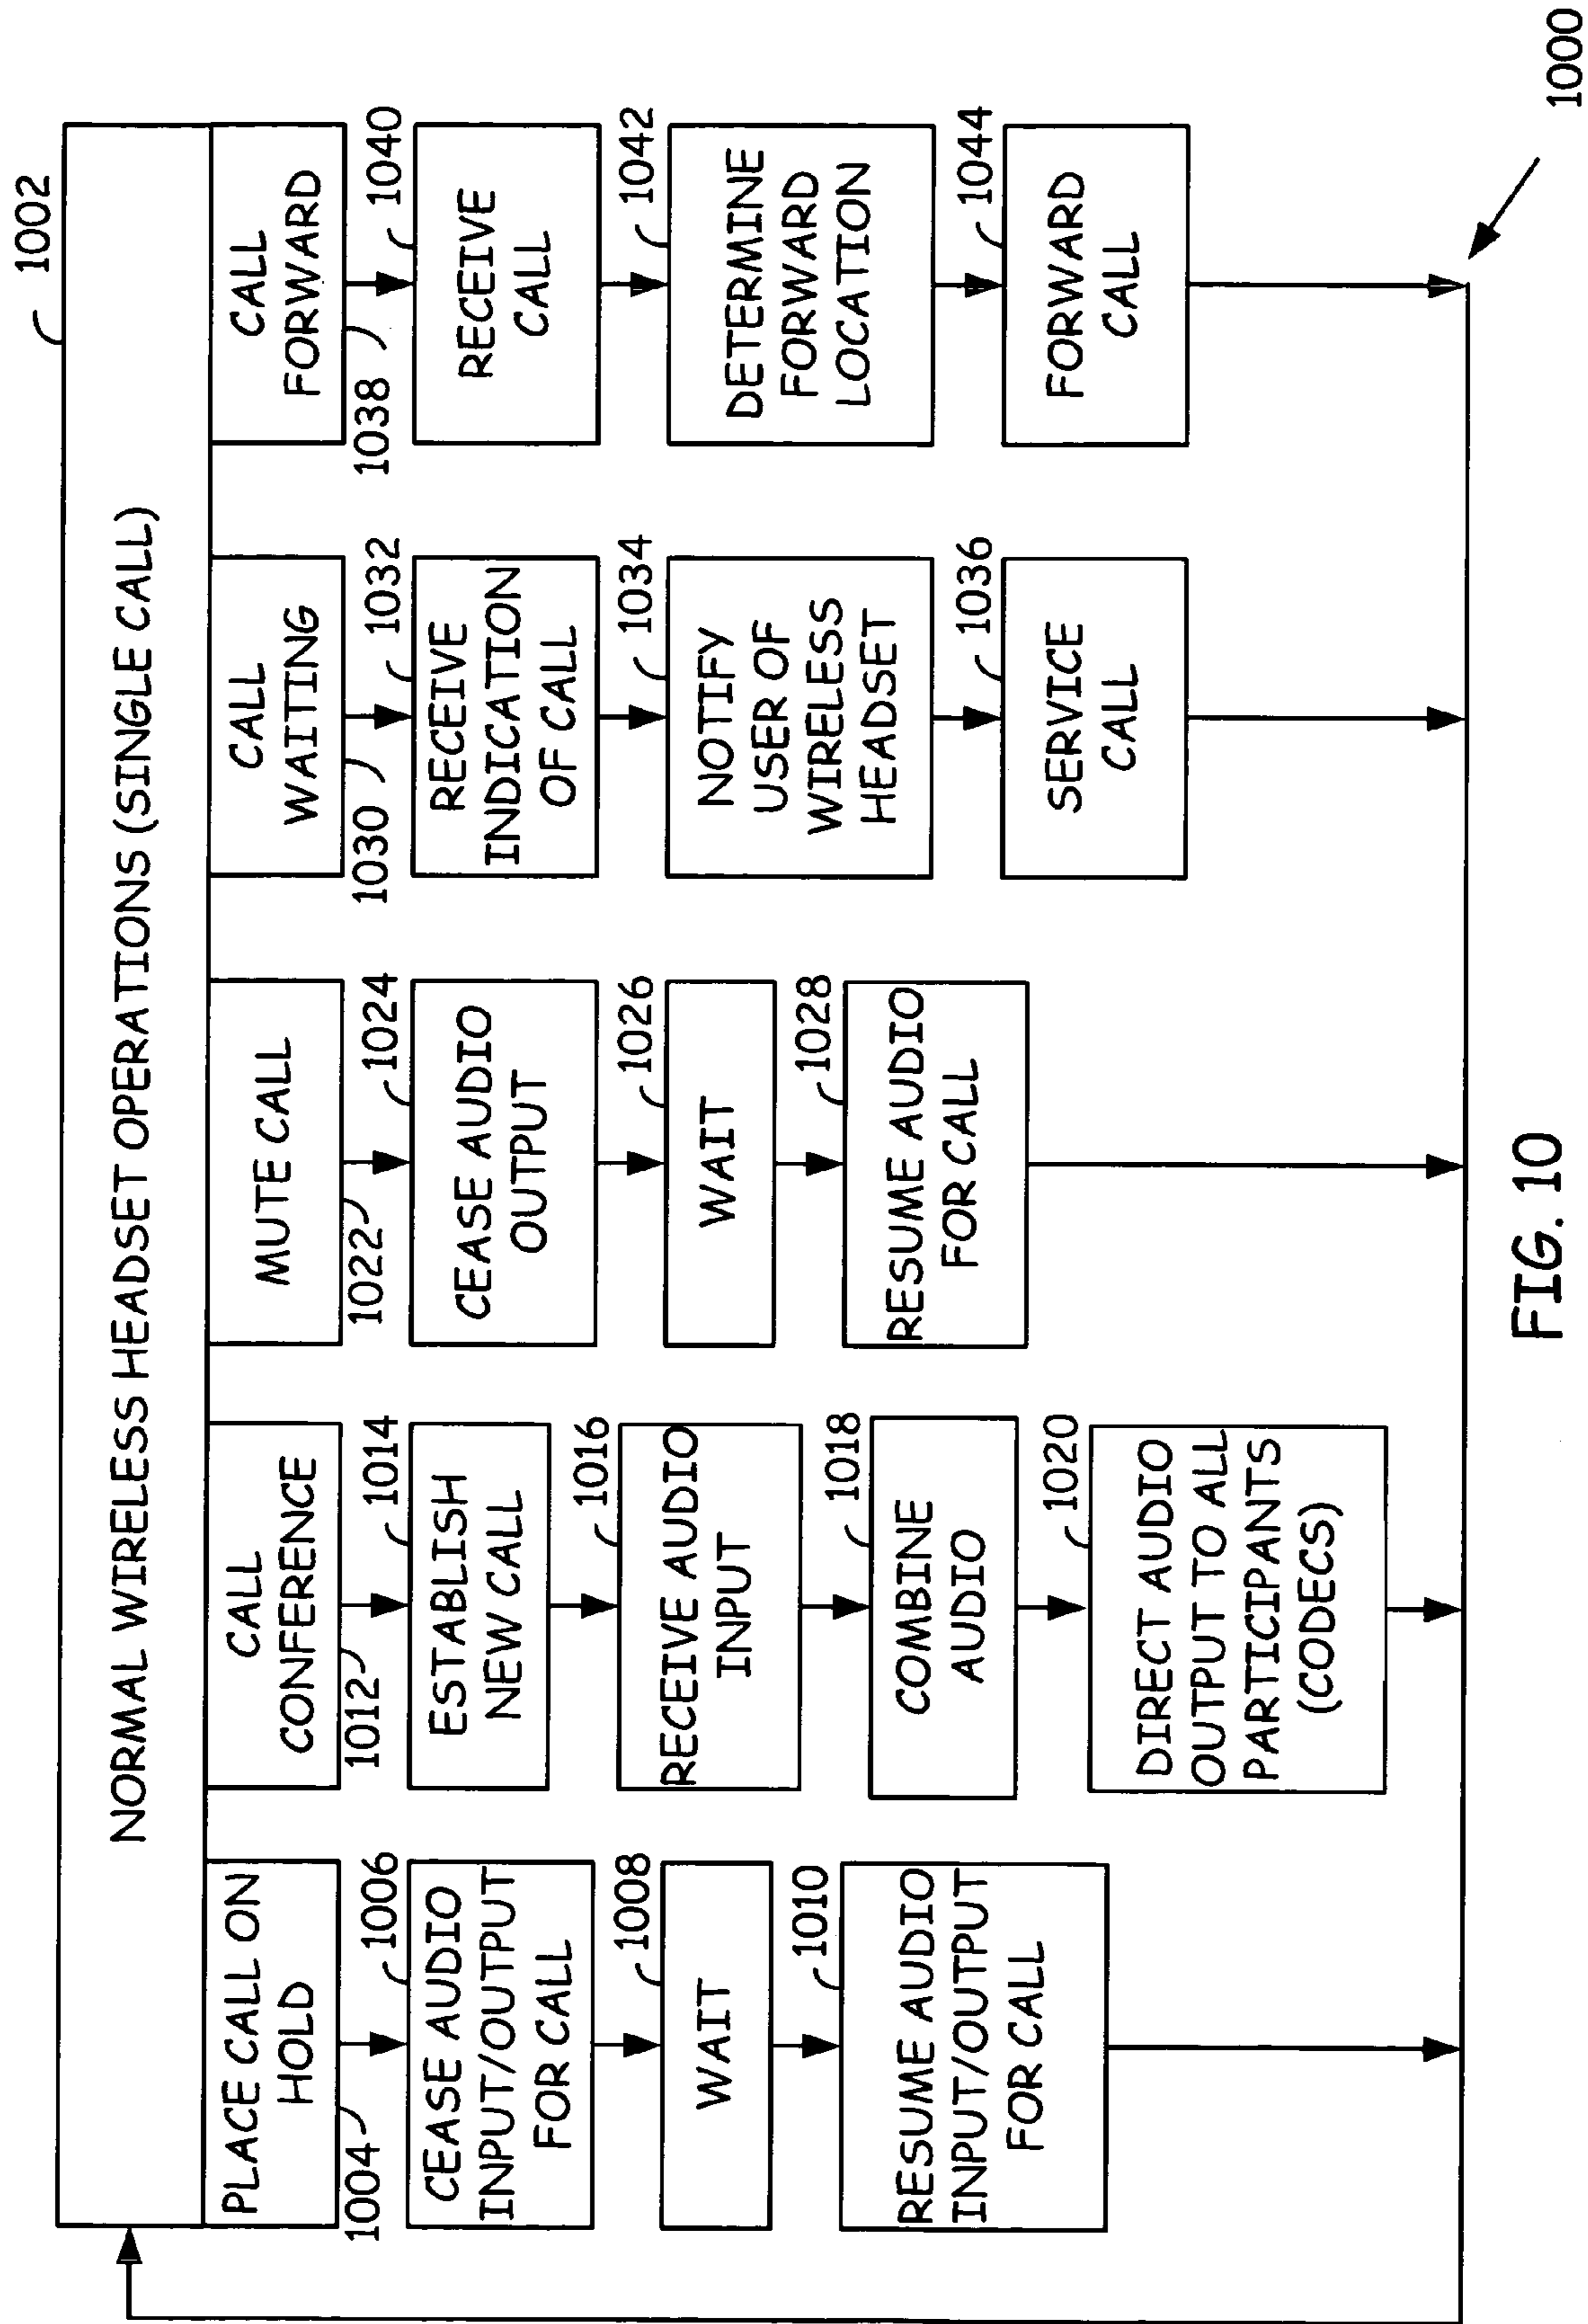 1002
NORMAL WIRELESS HEADSET OPERATIONS (SINGLE CALL)
PLACE CALL ON
HOLD
1004
1006
CEASE AUDIO
INPUT/OUTPUT
FOR CALL
1008
WAIT
1010
RESUME AUDIO
INPUT/OUTPUT
FOR CALL
CALL
CONFERENCE
1012
1014
ESTABLISH
NEW CALL
1016
RECEIVE AUDIO
INPUT
1018
COMBINE
AUDIO
1020
DIRECT AUDIO
OUTPUT TO ALL
PARTICIPANTS
(CODECS)
MUTE CALL
1022
1024
CEASE AUDIO
OUTPUT
1026
WAIT
1028
RESUME AUDIO
FOR CALL
CALL
WAITING
1030
1032
RECEIVE
INDICATION
OF CALL
1034
NOTIFY
USER OF
WIRELESS
HEADSET
1036
SERVICE
CALL
CALL
FORWARD
1038
1040
RECEIVE
CALL
1042
DETERMINE
FORWARD
LOCATION
1044
FORWARD
CALL
1000
FIG. 10